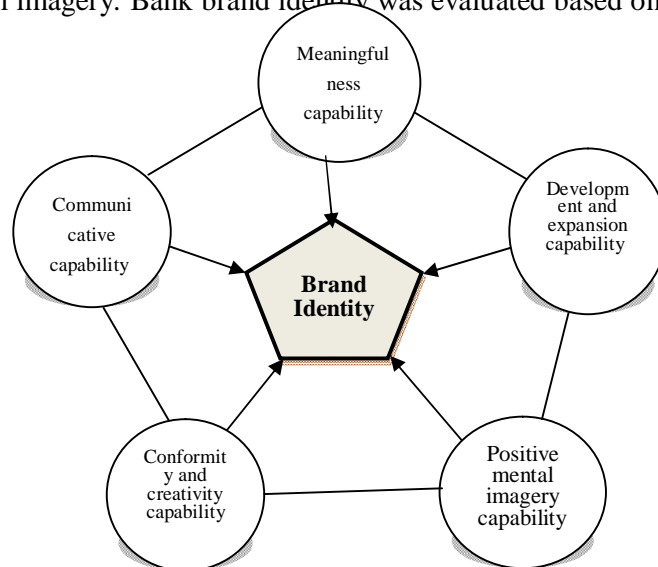 imagery. Bank brand identity was evaluated based on
Meaningful
ness
capability
Communi
cative
capability
Developm
ent and
expansion
capability
Brand
Identity
Conformit
y and
creativity
capability
Positive
mental
imagery
capability